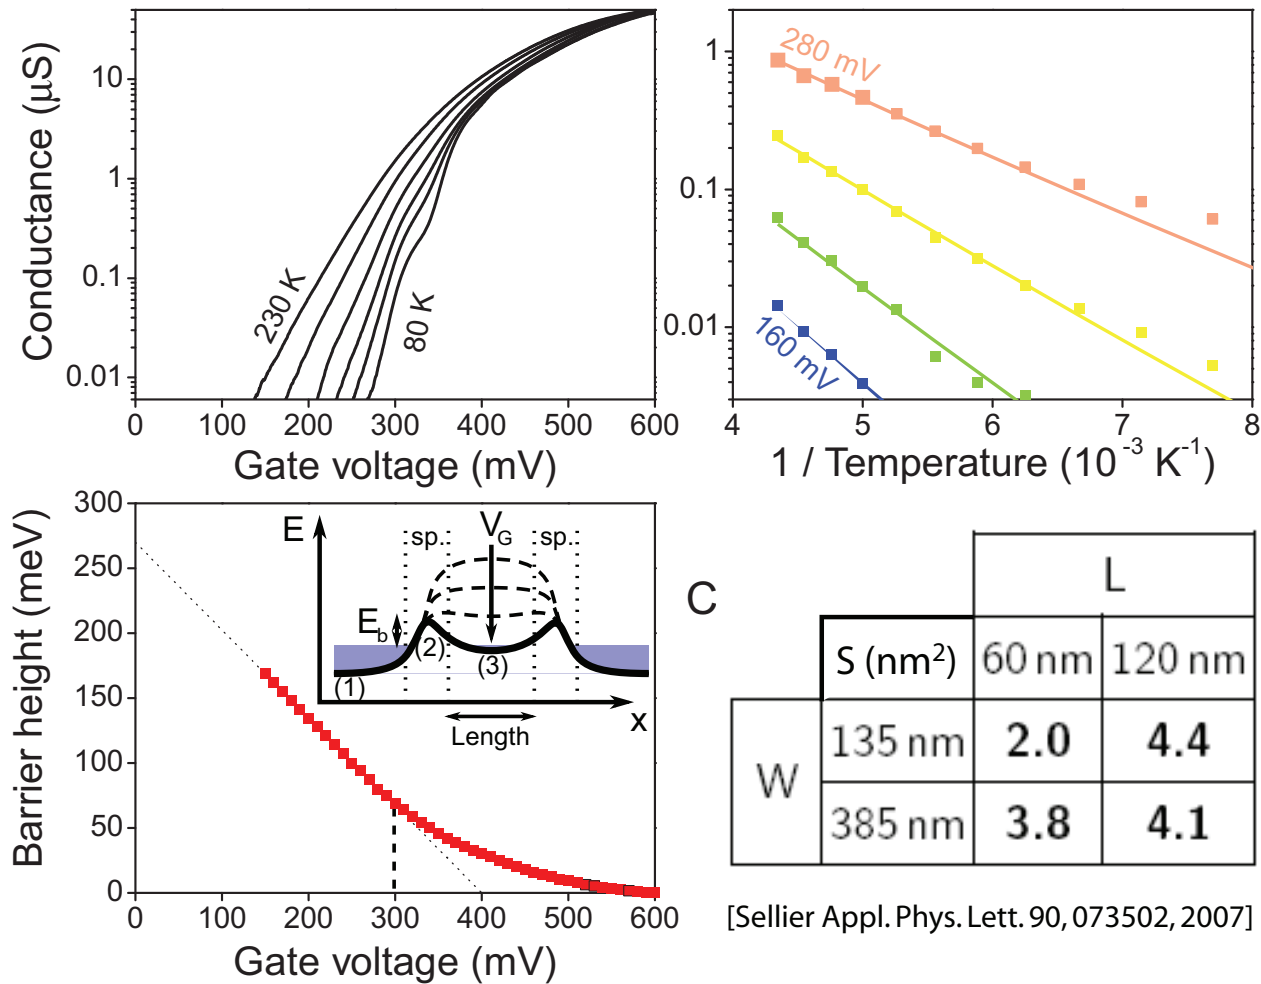 Conductance (μS)
10
1
0.1
0.01
230 K
80 K
0 100 200 300 400 500 600
Gate voltage (mV)
1
0.1
0.01
280 mV
160 mV
4 5 6 7 8
1 / Temperature (10⁻³ K⁻¹)
Barrier height (meV)
300
250
200
150
100
50
0
E
sp.
V_G
sp.
E_b
(1)
(2)
(3)
x
Length
0 100 200 300 400 500 600
Gate voltage (mV)
C
L
S (nm²) 60 nm 120 nm
W
135 nm 2.0 4.4
385 nm 3.8 4.1
[Sellier Appl. Phys. Lett. 90, 073502, 2007]